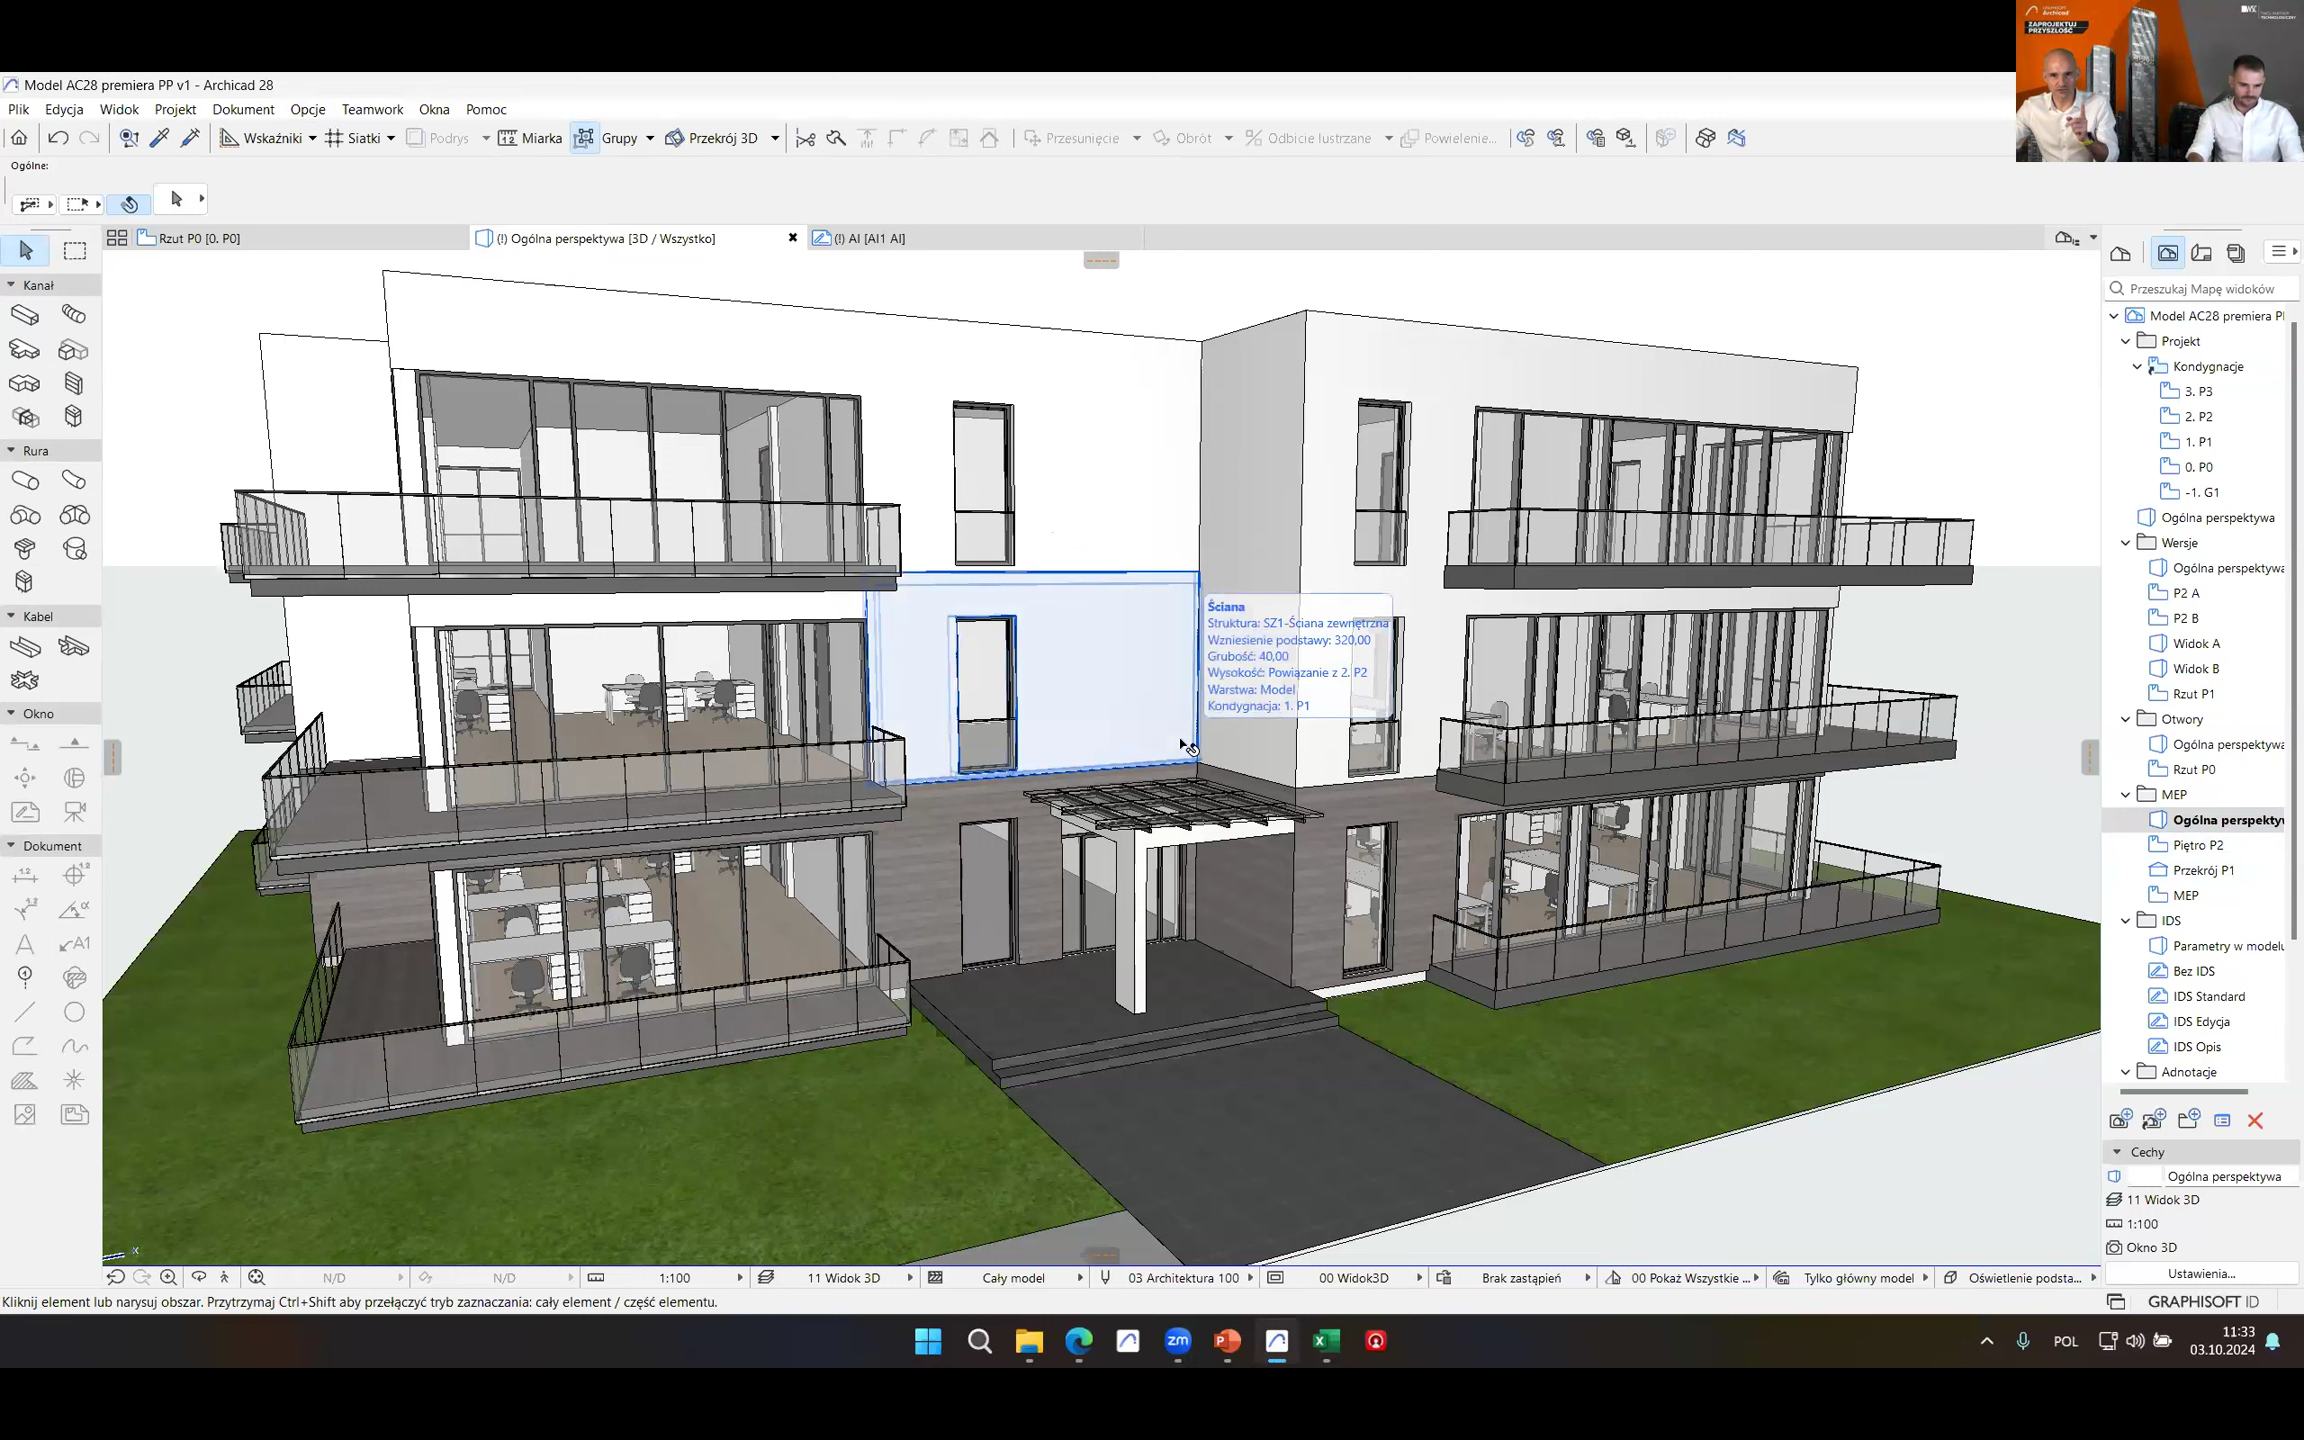 GRAPHISOFT
Archicad
ZAPROJEKTUJ
PRZYSZŁOŚĆ
WSC
Model AC28 premiera PP v1 - Archicad 28
Plik Edycja Widok Projekt Dokument Opcje Teamwork Okna Pomoc
Wskaźniki Siatki Podrys Miarka Grupy Przekrój 3D Przesunięcie Obrót Odbicie lustrzane Powielenie...
Ogólne:
Rzut P0 [0. P0]
(!) Ogólna perspektywa [3D / Wszystko]
(!) AI [AI1 AI]
Kanał
Rura
Kabel
Okno
Dokument
A1
Ściana
Struktura: SZ1-Ściana zewnętrzna
Wzniesienie podstawy: 320,00
Grubość: 40,00
Wysokość: Powiązanie z 2. P2
Warstwa: Model
Kondygnacja: 1. P1
Przeszukaj Mapę widoków
Model AC28 premiera P
Projekt
Kondygnacje
3. P3
2. P2
1. P1
0. P0
-1. G1
Ogólna perspektywa
Wersje
Ogólna perspektywa
P2 A
P2 B
Widok A
Widok B
Rzut P1
Otwory
Ogólna perspektywa
Rzut P0
MEP
Ogólna perspektyw
Piętro P2
Przekrój P1
MEP
IDS
Parametry w modelu
Bez IDS
IDS Standard
IDS Edycja
IDS Opis
Adnotacje
Cechy
Ogólna perspektywa
11 Widok 3D
1:100
Okno 3D
Ustawienia...
x
N/D N/D 1:100 11 Widok 3D Cały model 03 Architektura 100 00 Widok3D Brak zastąpień 00 Pokaż Wszystkie ... Tylko główny model Oświetlenie podsta...
Kliknij element lub narysuj obszar. Przytrzymaj Ctrl+Shift aby przełączyć tryb zaznaczania: cały element / część elementu.
GRAPHISOFT ID
zm
POL
11:33
03.10.2024